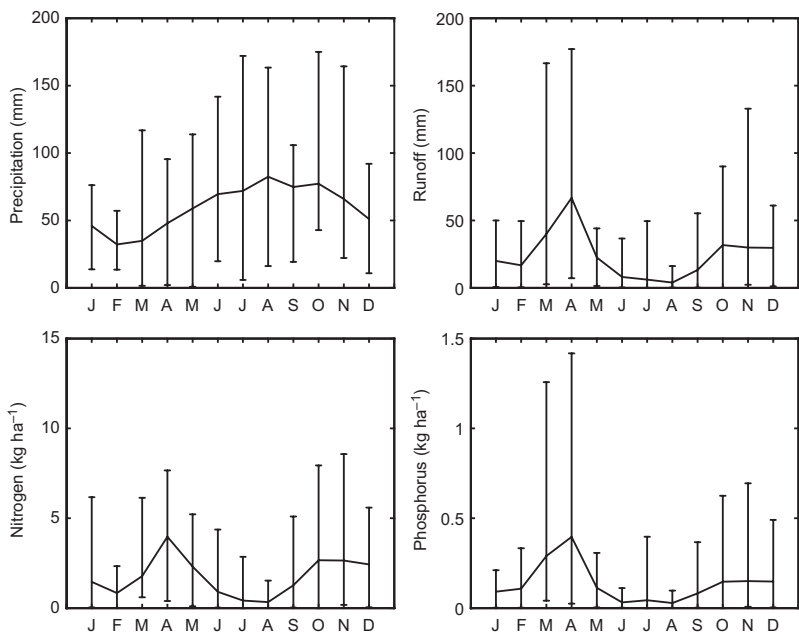 200
150
100
50
0
Precipitation (mm)
J F M A M J J A S O N D
200
150
100
50
0
Runoff (mm)
J F M A M J J A S O N D
15
10
5
0
Nitrogen (kg ha−1)
J F M A M J J A S O N D
1.5
1
0.5
0
Phosphorus (kg ha−1)
J F M A M J J A S O N D